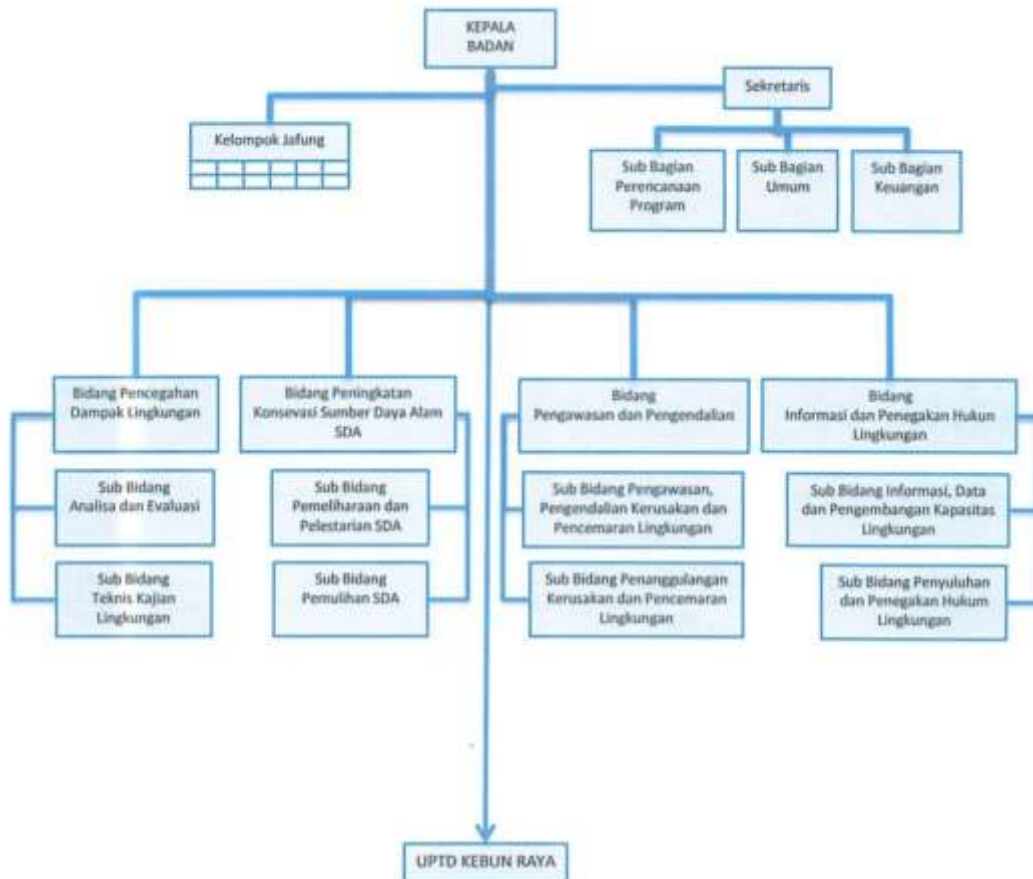 KEPALA
BADAN
Sekretaris
Kelompok Jafung
Sub Bagian
Perencanaan
Program
Sub Bagian
Umum
Sub Bagian
Keuangan
Bidang Pencegahan
Dampak Lingkungan
Bidang Peningkatan
Konsevasi Sumber Daya Alam
SDA
Bidang
Pengawasan dan Pengendalian
Bidang
Informasi dan Penegakan Hukun
Lingkungan
Sub Bidang
Analisa dan Evaluasi
Sub Bidang
Pemeliharaan dan
Pelestarian SDA
Sub Bidang Pengawasan,
Pengendalian Kerusakan dan
Pencemaran Lingkungan
Sub Bidang Informasi, Data
dan Pengembangan Kapasitas
Lingkungan
Sub Bidang
Teknis Kajian
Lingkungan
Sub Bidang
Pemulihan SDA
Sub Bidang Penanggulangan
Kerusakan dan Pencemaran
Lingkungan
Sub Bidang Penyuluhan
dan Penegakan Hukum
Lingkungan
UPTD KEBUN RAYA